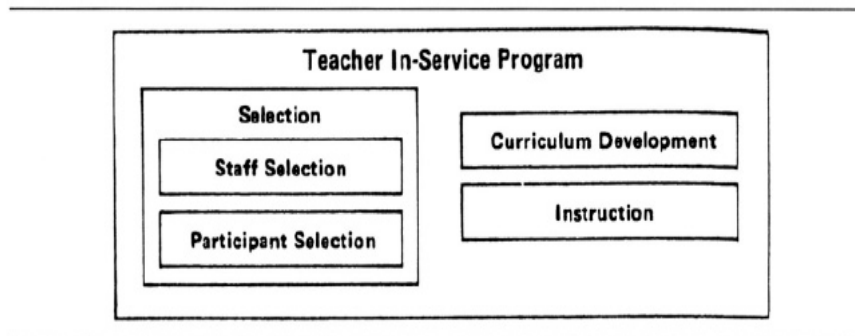 Teacher In-Service Program
Selection
Staff Selection
Participant Selection
Curriculum Development
Instruction